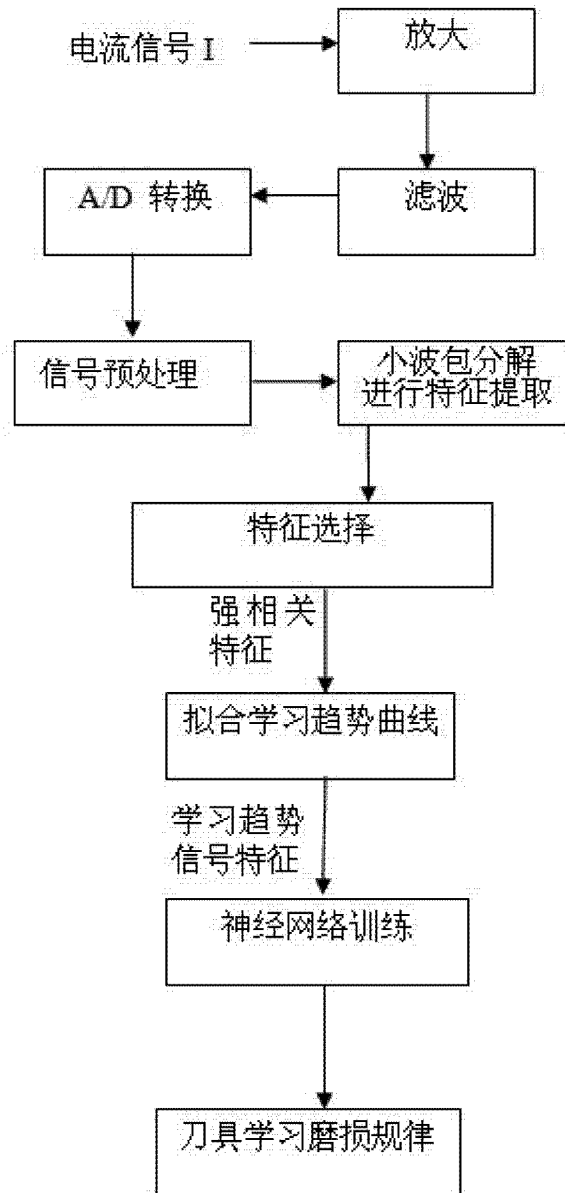 电流信号 I
放大
A/D 转换
滤波
信号预处理
小波包分解
进行特征提取
特征选择
强相关
特征
拟合学习趋势曲线
学习趋势
信号特征
神经网络训练
刀具学习磨损规律